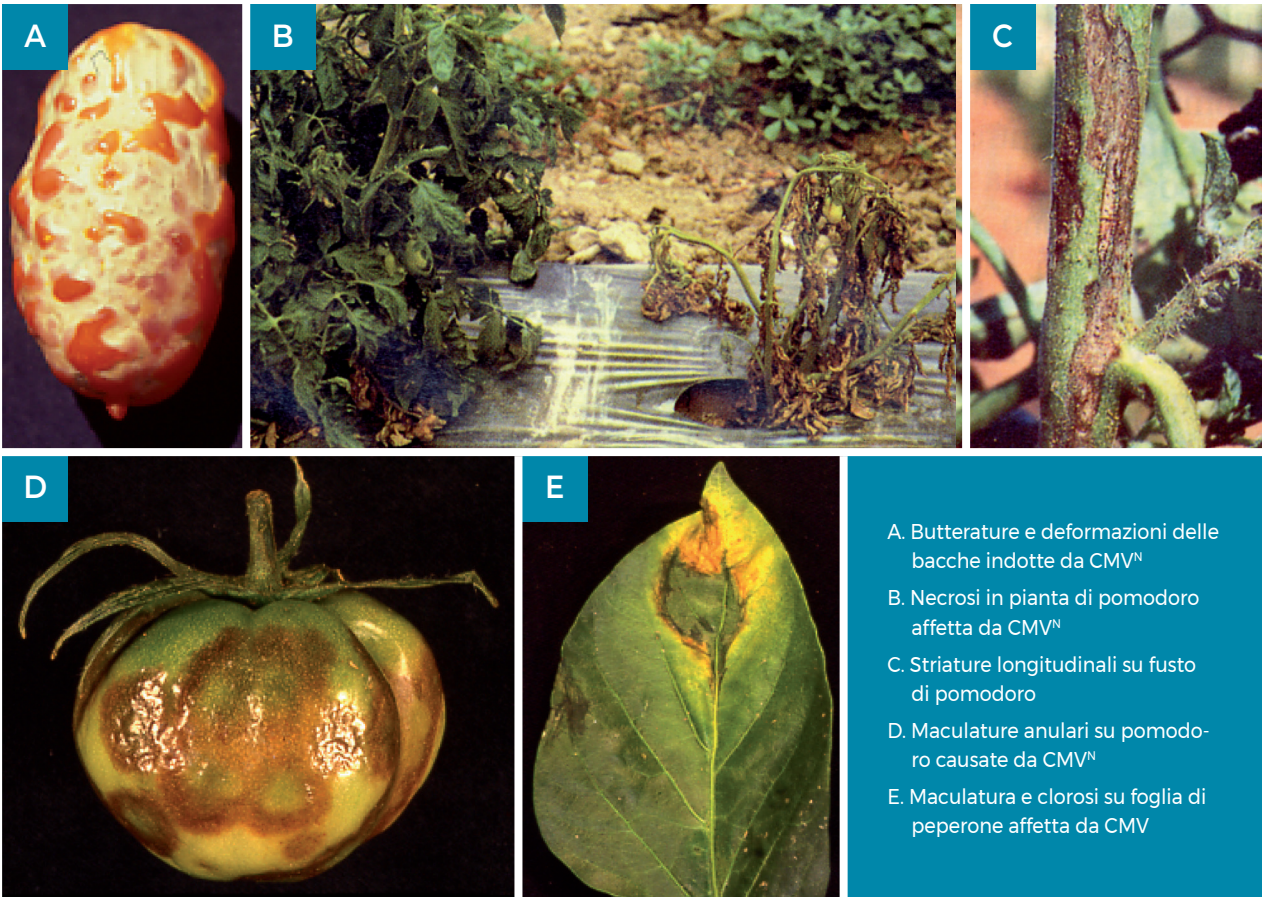 A
B
C
D
E
A. Butterature e deformazioni delle
bacche indotte da CMVᴺ
B. Necrosi in pianta di pomodoro
affetta da CMVᴺ
C. Striature longitudinali su fusto
di pomodoro
D. Maculature anulari su pomodo-
ro causate da CMVᴺ
E. Maculatura e clorosi su foglia di
peperone affetta da CMV